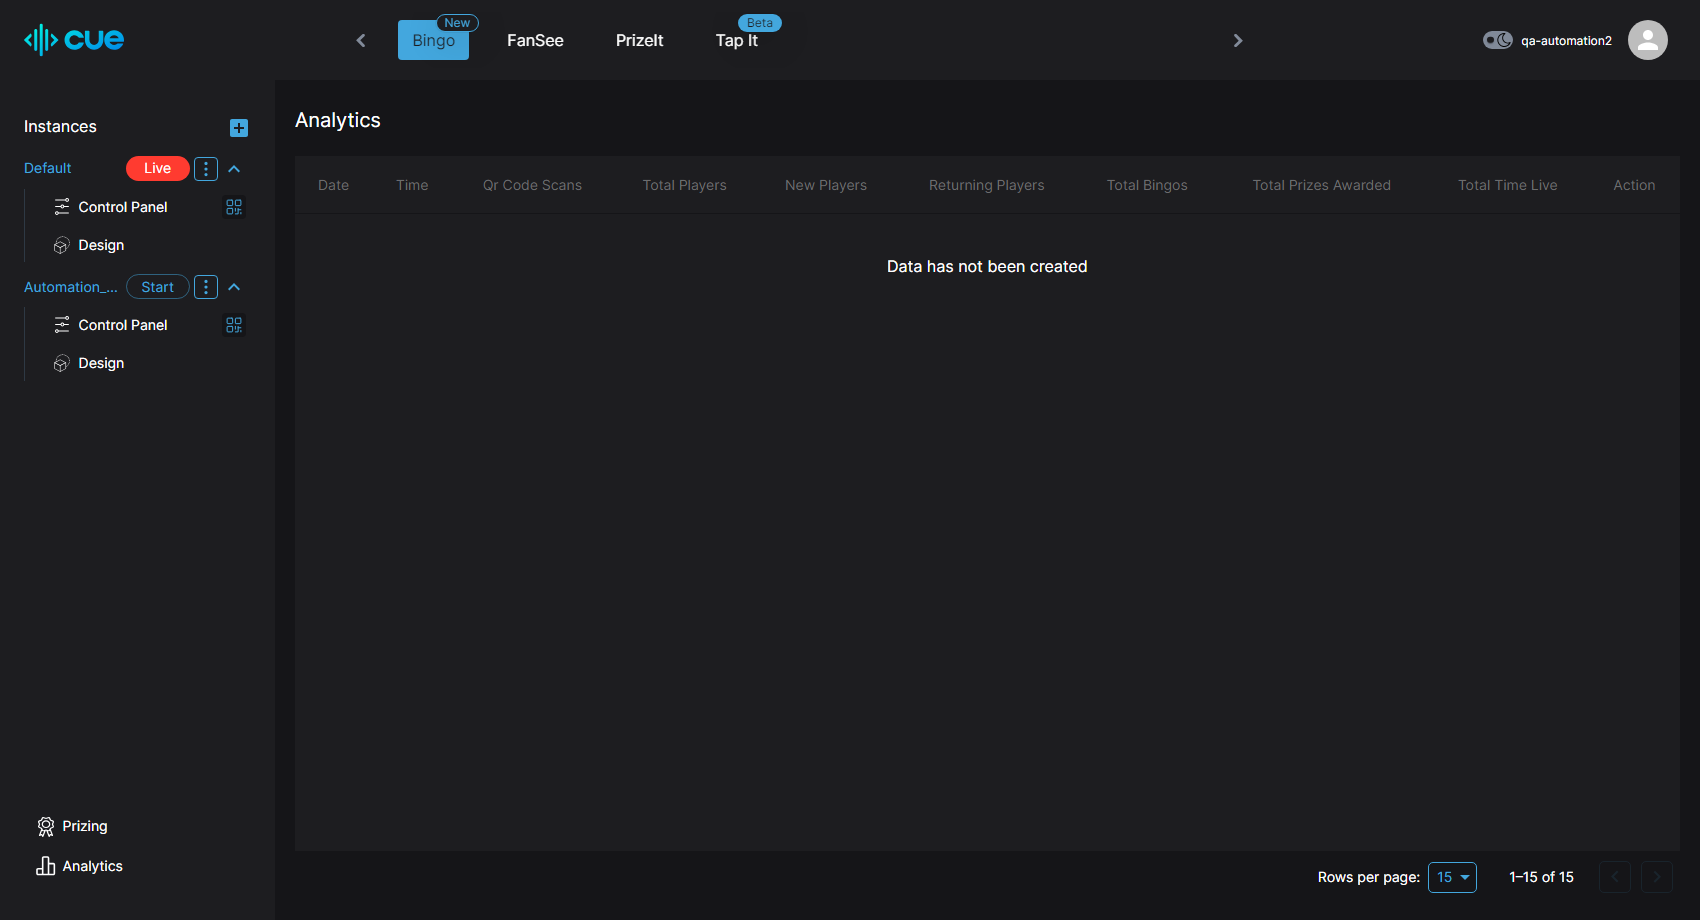 cue
Bingo
New
FanSee
PrizeIt
Tap It
Beta
qa-automation2
Instances
Default
Live
Control Panel
Design
Automation_...
Start
Control Panel
Design
Prizing
Analytics
Analytics
Date Time Qr Code Scans Total Players New Players Returning Players Total Bingos Total Prizes Awarded Total Time Live Action
Data has not been created
Rows per page: 15 1–15 of 15